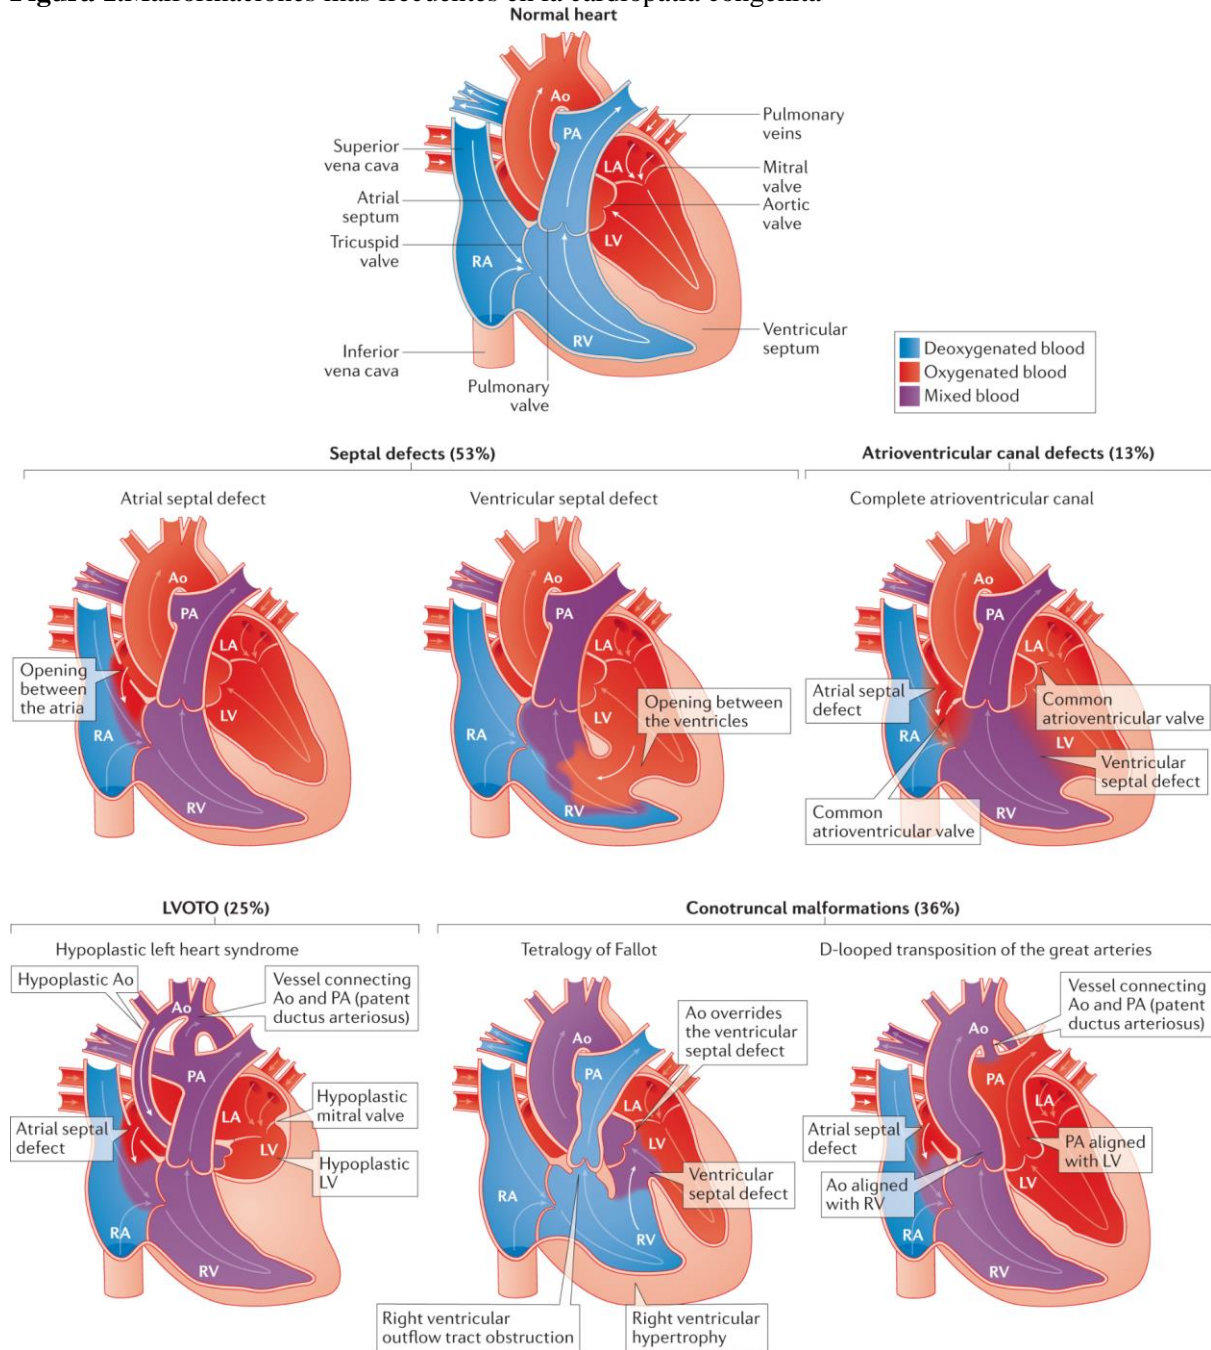 Figura 1.Malformaciones más frecuentes en la cardiopatía congénita
Normal heart
Ao
PA
LA
LV
RA
RV
Superior
vena cava
Atrial
septum
Tricuspid
valve
Inferior
vena cava
Pulmonary
valve
Pulmonary
veins
Mitral
valve
Aortic
valve
Ventricular
septum
Deoxygenated blood
Oxygenated blood
Mixed blood
Septal defects (53%)
Atrial septal defect
Ao
PA
LA
LV
RA
RV
Opening
between
the atria
Ventricular septal defect
Ao
PA
LA
LV
RA
RV
Opening between
the ventricles
Atrioventricular canal defects (13%)
Complete atrioventricular canal
Ao
PA
LA
LV
RA
RV
Atrial septal
defect
Common
atrioventricular valve
Ventricular
septal defect
Common
atrioventricular valve
LVOTO (25%)
Hypoplastic left heart syndrome
Hypoplastic Ao
Vessel connecting
Ao and PA (patent
ductus arteriosus)
Ao
PA
LA
LV
RA
RV
Atrial septal
defect
Hypoplastic
mitral valve
Hypoplastic
LV
Conotruncal malformations (36%)
Tetralogy of Fallot
Ao
PA
LA
LV
RA
RV
Ao overrides
the ventricular
septal defect
Ventricular
septal defect
Right ventricular
outflow tract obstruction
Right ventricular
hypertrophy
D-looped transposition of the great arteries
Vessel connecting
Ao and PA (patent
ductus arteriosus)
Ao
PA
LA
LV
RA
RV
Atrial septal
defect
Ao aligned
with RV
PA aligned
with LV